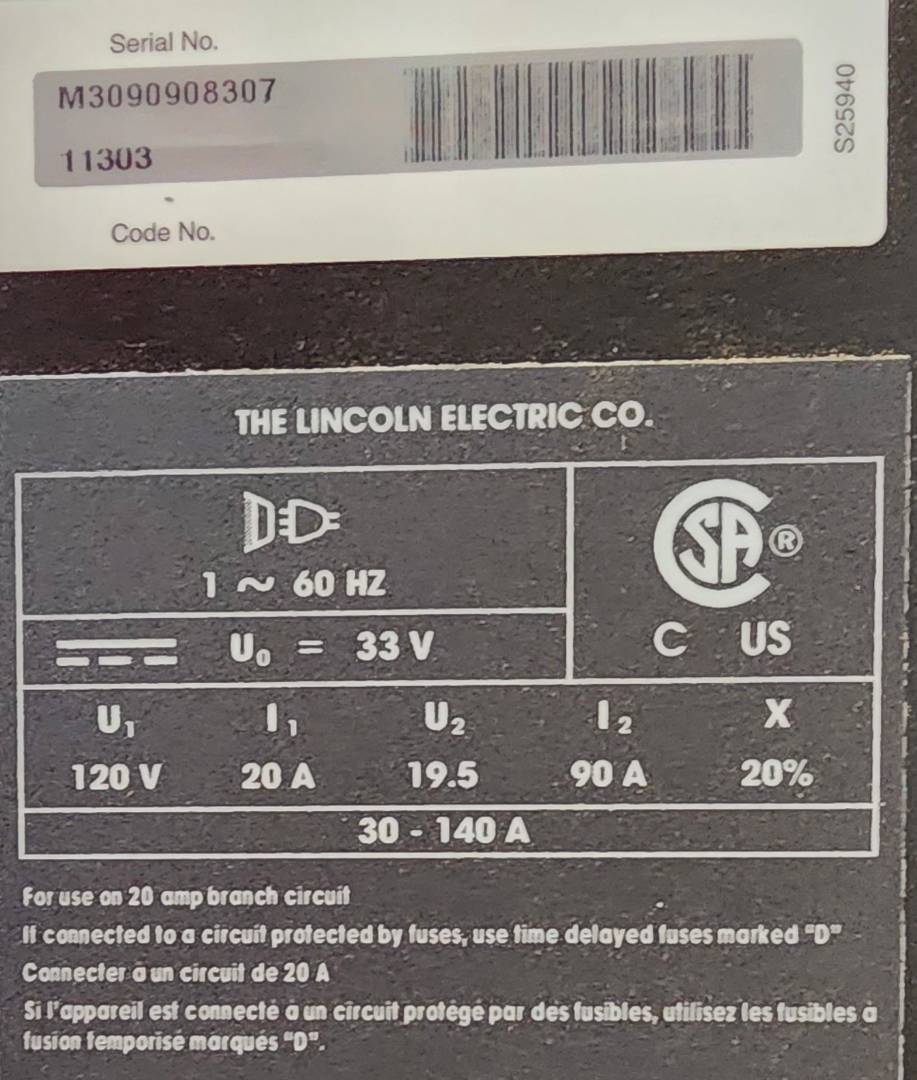 Serial No.
M3090908307
11303
Code No.
S25940
THE LINCOLN ELECTRIC CO.
1 ~ 60 HZ
U₀ = 33 V
CSA®
C US
U₁ I₁ U₂ I₂ X
120 V 20 A 19.5 90 A 20%
30 - 140 A
For use on 20 amp branch circuit
If connected to a circuit protected by fuses, use time delayed fuses marked "D"
Connecter à un circuit de 20 A
Si l'appareil est connecté à un circuit protégé par des fusibles, utilisez les fusibles à
fusion temporisé marqués "D".